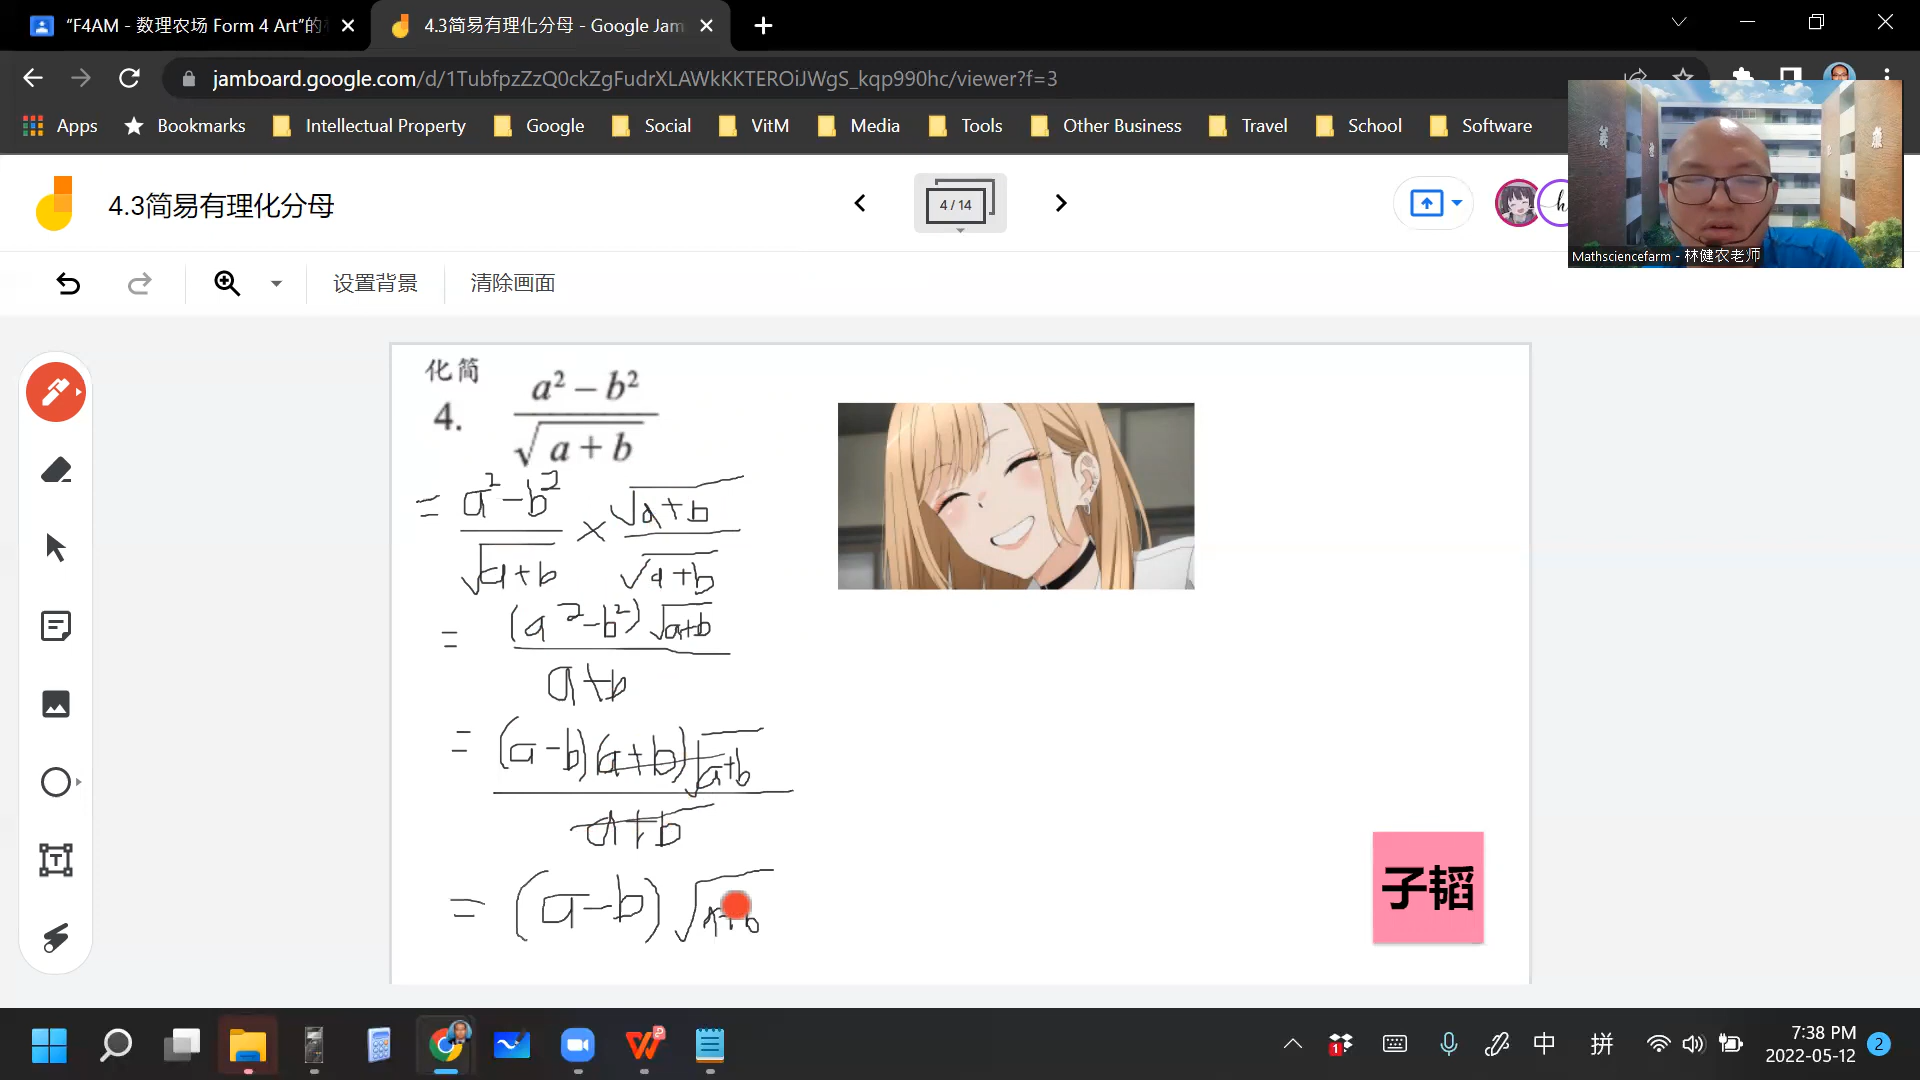 "F4AM - 数理农场 Form 4 Art"的
4.3简易有理化分母 - Google Jam
jamboard.google.com/d/1TubfpzZzQ0ckZgFudrXLAWkKKTEROiJWgS_kqp990hc/viewer?f=3
Apps Bookmarks Intellectual Property Google Social VitM Media Tools Other Business Travel School Software
Mathsciencefarm - 林健农老师
4.3简易有理化分母
4 / 14
设置背景 清除画面
化简
4. a² − b² / √(a + b)
= a²−b² / √(a+b) × √(a+b) / √(a+b)
= (a²−b²)√(a+b) / a+b
= (a−b)(a+b)√(a+b) / a+b
= (a−b)√(a+b)
子韬
中 拼
7:38 PM
2022-05-12
2